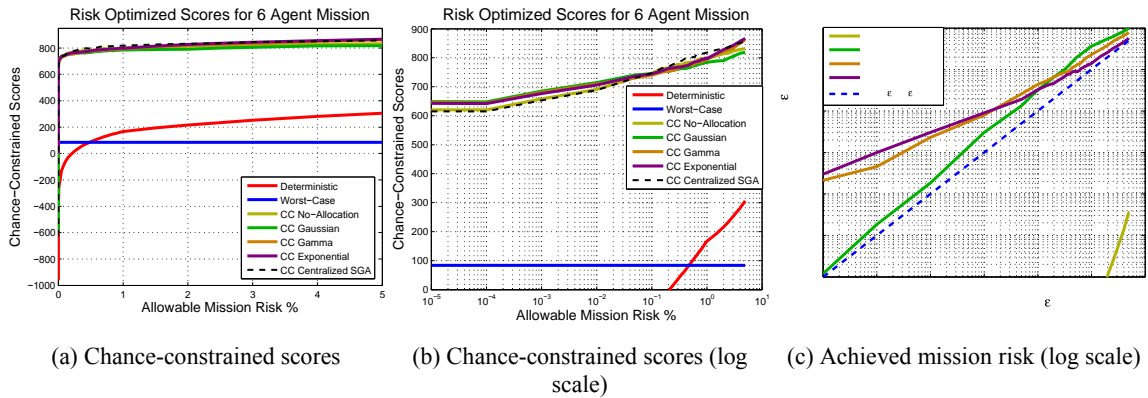 Risk Optimized Scores for 6 Agent Mission
Chance−Constrained Scores
800
600
400
200
0
−200
−400
−600
−800
−1000
0
1
2
3
4
5
Allowable Mission Risk %
Deterministic
Worst−Case
CC No−Allocation
CC Gaussian
CC Gamma
CC Exponential
CC Centralized SGA
(a) Chance-constrained scores
Risk Optimized Scores for 6 Agent Mission
Chance−Constrained Scores
900
800
700
600
500
400
300
200
100
0
10−5
10−4
10−3
10−2
10−1
100
101
Allowable Mission Risk %
Deterministic
Worst−Case
CC No−Allocation
CC Gaussian
CC Gamma
CC Exponential
CC Centralized SGA
(b) Chance-constrained scores (log
scale)
ε
ε ε
ε
(c) Achieved mission risk (log scale)